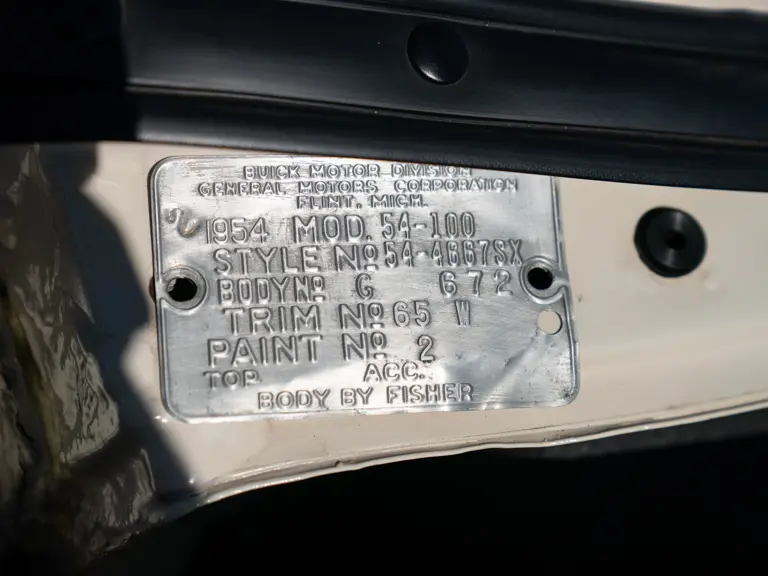 BUICK MOTOR DIVISION
GENERAL MOTORS CORPORATION
FLINT, MICH.
1954 MOD. 54-100
STYLE No 54-4667SX
BODY No G 672
TRIM No 65 W
PAINT No 2
TOP ACC.
BODY BY FISHER